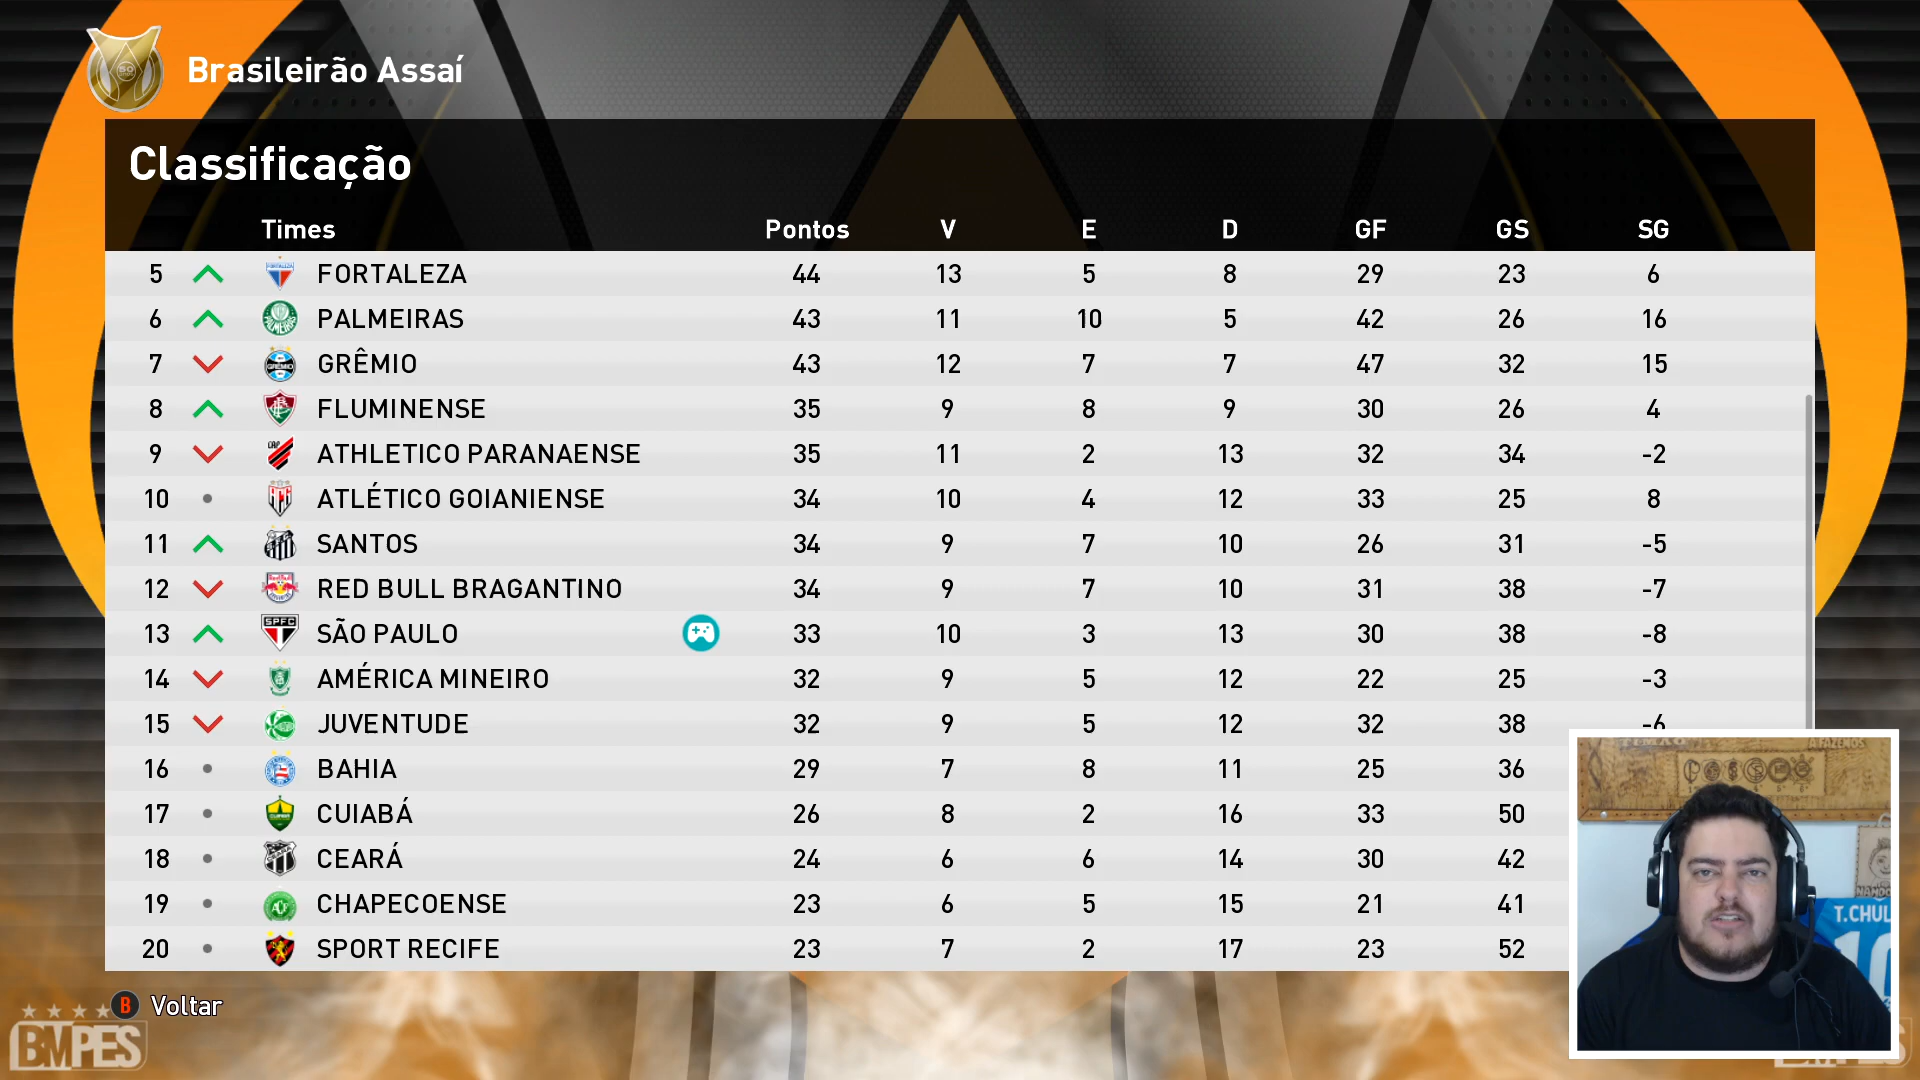 Brasileirão Assaí
Classificação
Times Pontos V E D GF GS SG
5 FORTALEZA 44 13 5 8 29 23 6
6 PALMEIRAS 43 11 10 5 42 26 16
7 GRÊMIO 43 12 7 7 47 32 15
8 FLUMINENSE 35 9 8 9 30 26 4
9 ATHLETICO PARANAENSE 35 11 2 13 32 34 -2
10 ATLÉTICO GOIANIENSE 34 10 4 12 33 25 8
11 SANTOS 34 9 7 10 26 31 -5
12 RED BULL BRAGANTINO 34 9 7 10 31 38 -7
13 SPFC SÃO PAULO 33 10 3 13 30 38 -8
14 AMÉRICA MINEIRO 32 9 5 12 22 25 -3
15 JUVENTUDE 32 9 5 12 32 38 -6
16 BAHIA 29 7 8 11 25 36
17 CUIABÁ 26 8 2 16 33 50
18 CEARÁ 24 6 6 14 30 42
19 CHAPECOENSE 23 6 5 15 21 41
20 SPORT RECIFE 23 7 2 17 23 52
T.CHUL
10
B Voltar
BMPES